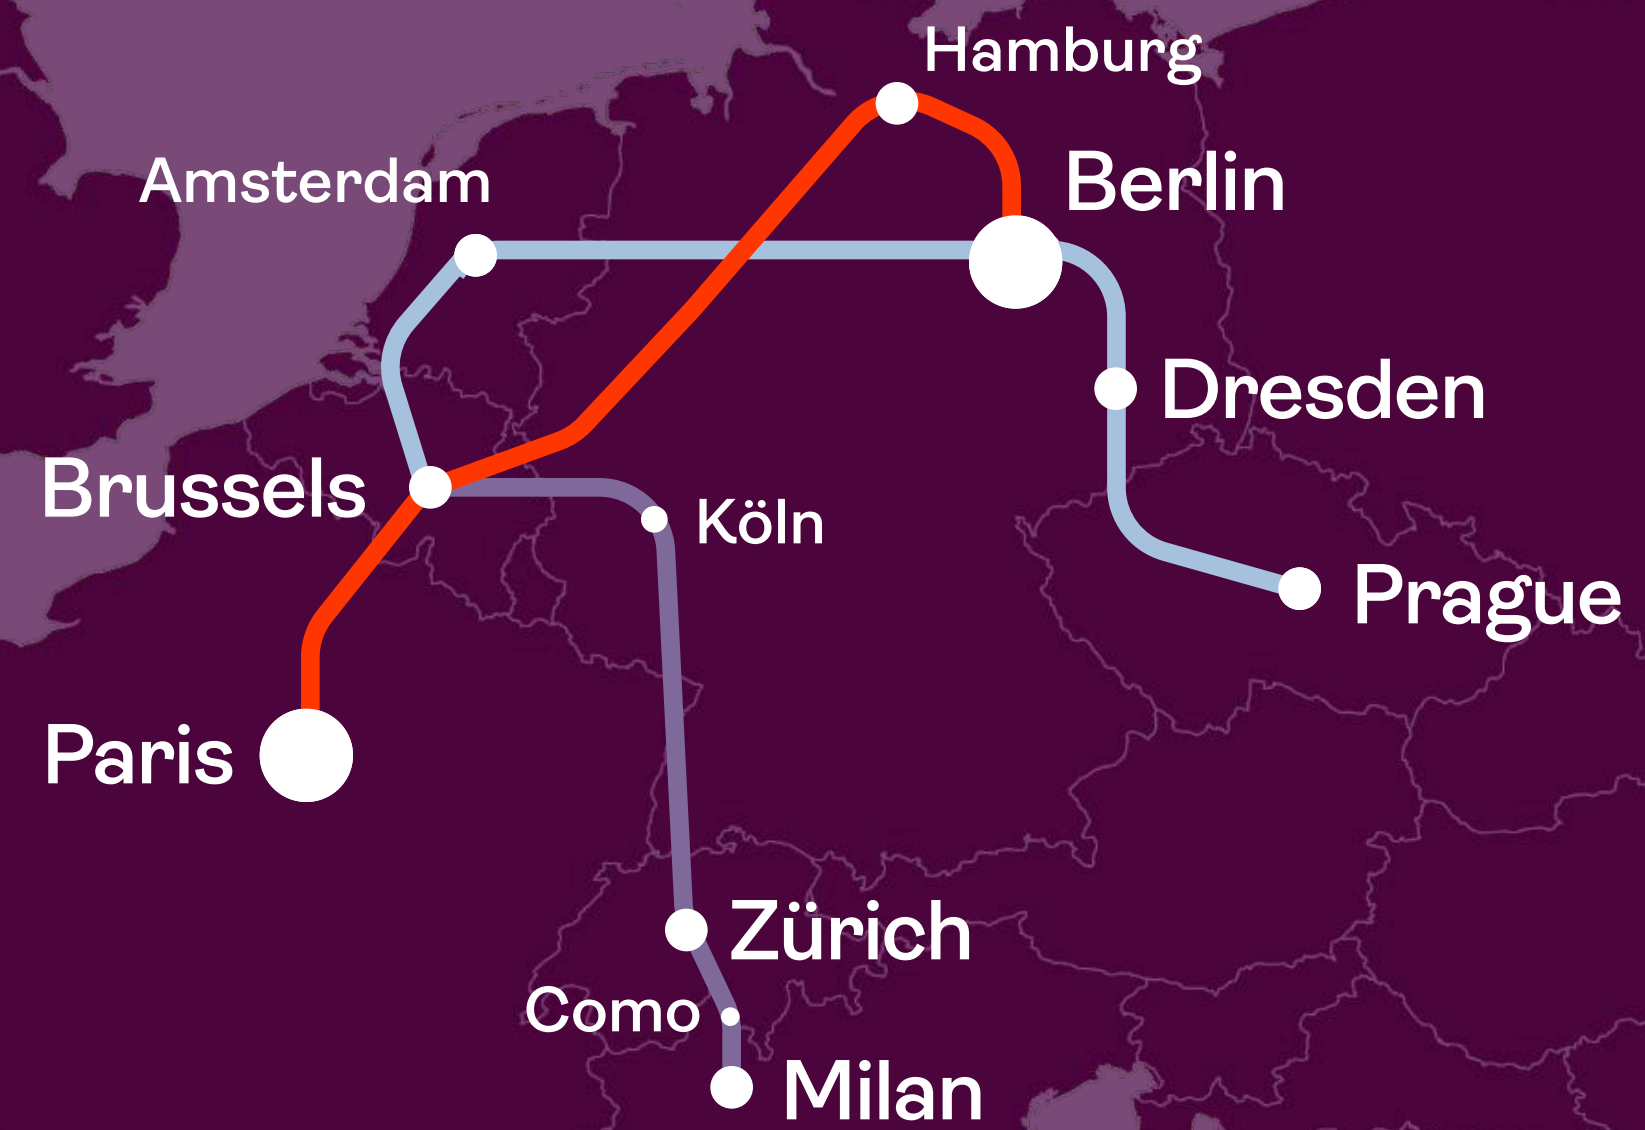 Hamburg
Amsterdam
Berlin
Dresden
Brussels
Köln
Prague
Paris
Zürich
Como
Milan